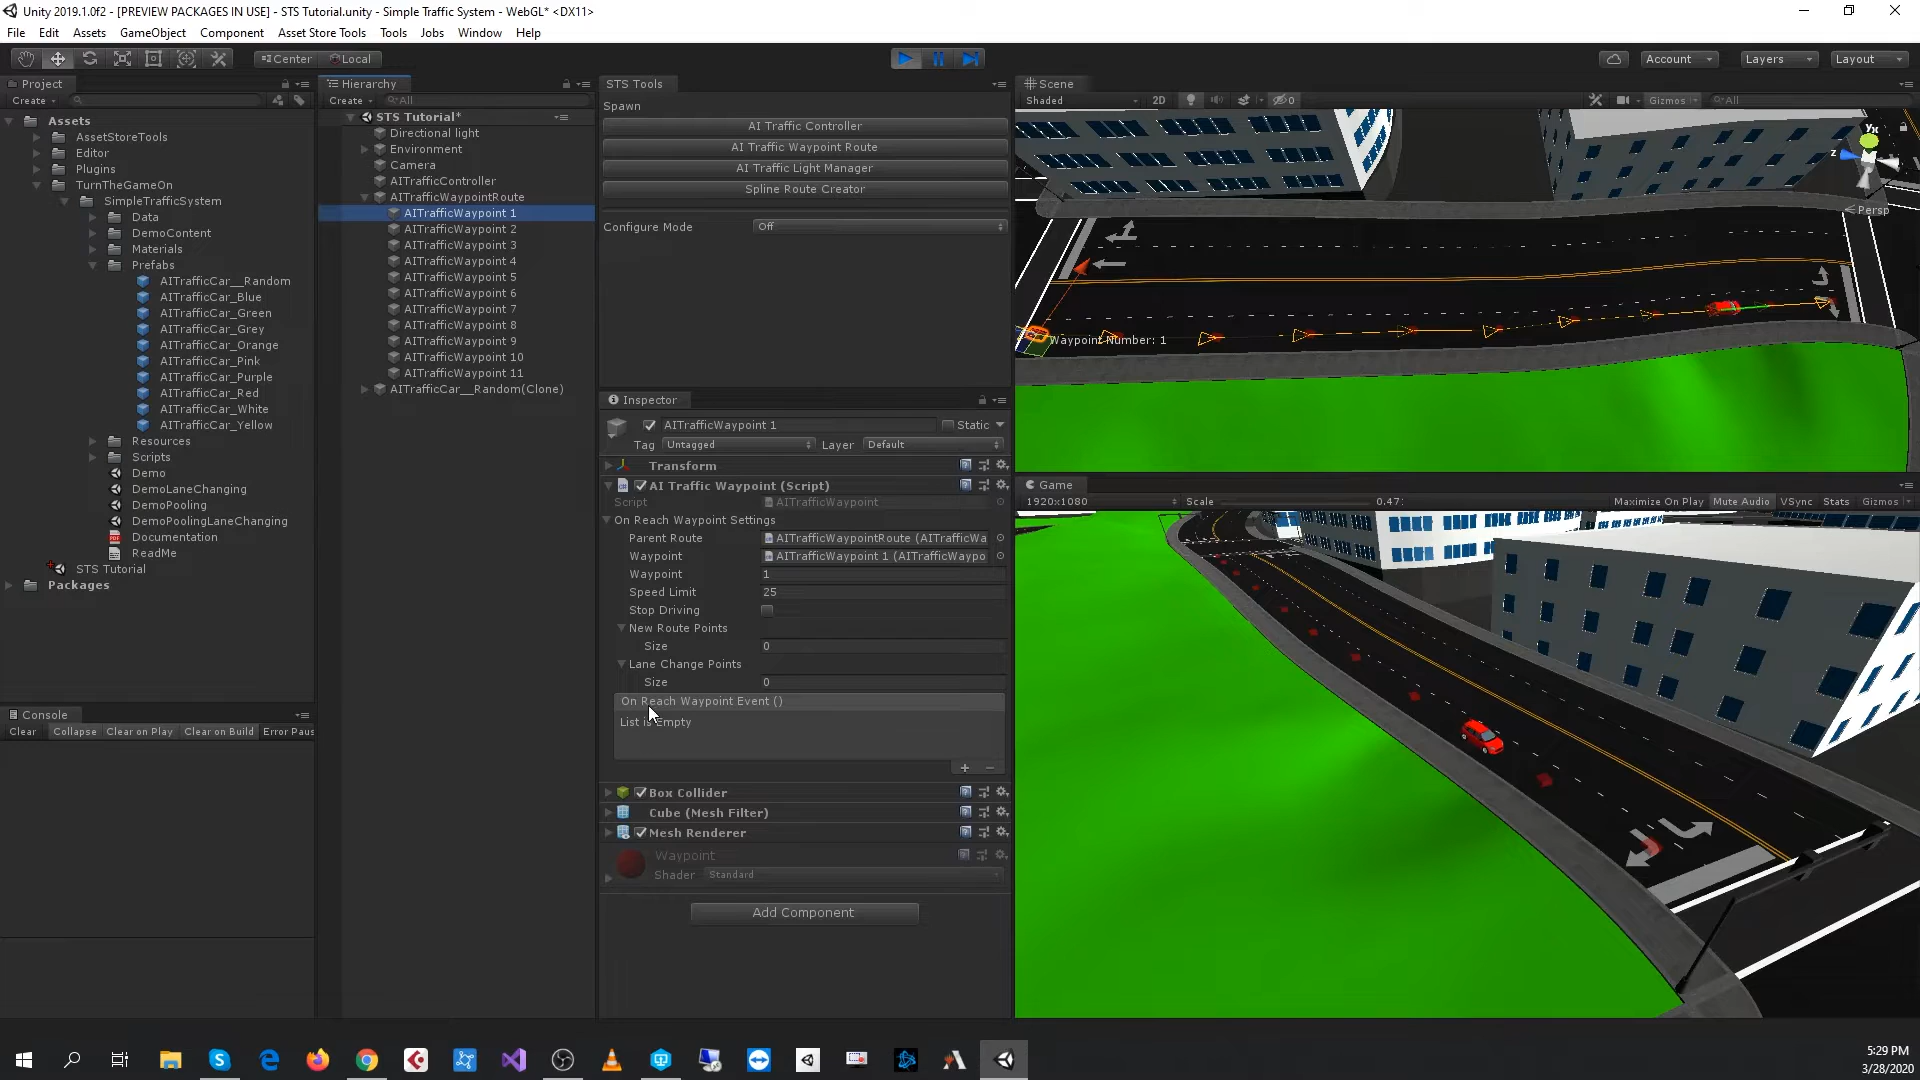 Unity 2019.1.0f2 - [PREVIEW PACKAGES IN USE] - STS Tutorial.unity - Simple Traffic System - WebGL* <DX11>
File Edit Assets GameObject Component Asset Store Tools Tools Jobs Window Help
Center Local Account Layers Layout
Project
Create
Assets
AssetStoreTools
Editor
Plugins
TurnTheGameOn
SimpleTrafficSystem
Data
DemoContent
Materials
Prefabs
AITrafficCar__Random
AITrafficCar_Blue
AITrafficCar_Green
AITrafficCar_Grey
AITrafficCar_Orange
AITrafficCar_Pink
AITrafficCar_Purple
AITrafficCar_Red
AITrafficCar_White
AITrafficCar_Yellow
Resources
Scripts
Demo
DemoLaneChanging
DemoPooling
DemoPoolingLaneChanging
Documentation
ReadMe
STS Tutorial
Packages
Console
Clear Collapse Clear on Play Clear on Build Error Paus
Hierarchy
Create All
STS Tutorial*
Directional light
Environment
Camera
AITrafficController
AITrafficWaypointRoute
AITrafficWaypoint 1
AITrafficWaypoint 2
AITrafficWaypoint 3
AITrafficWaypoint 4
AITrafficWaypoint 5
AITrafficWaypoint 6
AITrafficWaypoint 7
AITrafficWaypoint 8
AITrafficWaypoint 9
AITrafficWaypoint 10
AITrafficWaypoint 11
AITrafficCar__Random(Clone)
STS Tools
Spawn
AI Traffic Controller
AI Traffic Waypoint Route
AI Traffic Light Manager
Spline Route Creator
Configure Mode Off
Inspector
AITrafficWaypoint 1 Static
Tag Untagged Layer Default
Transform
AI Traffic Waypoint (Script)
Script AITrafficWaypoint
On Reach Waypoint Settings
Parent Route AITrafficWaypointRoute (AITrafficWa
Waypoint AITrafficWaypoint 1 (AITrafficWaypo
Waypoint 1
Speed Limit 25
Stop Driving
New Route Points
Size 0
Lane Change Points
Size 0
On Reach Waypoint Event ()
List is Empty
+ −
Box Collider
Cube (Mesh Filter)
Mesh Renderer
Waypoint
Shader Standard
Add Component
Scene
Shaded 2D 0 Gizmos All
y x
z
Persp
Waypoint Number: 1
Game
1920x1080 Scale 0.47: Maximize On Play Mute Audio VSync Stats Gizmos
5:29 PM
3/28/2020